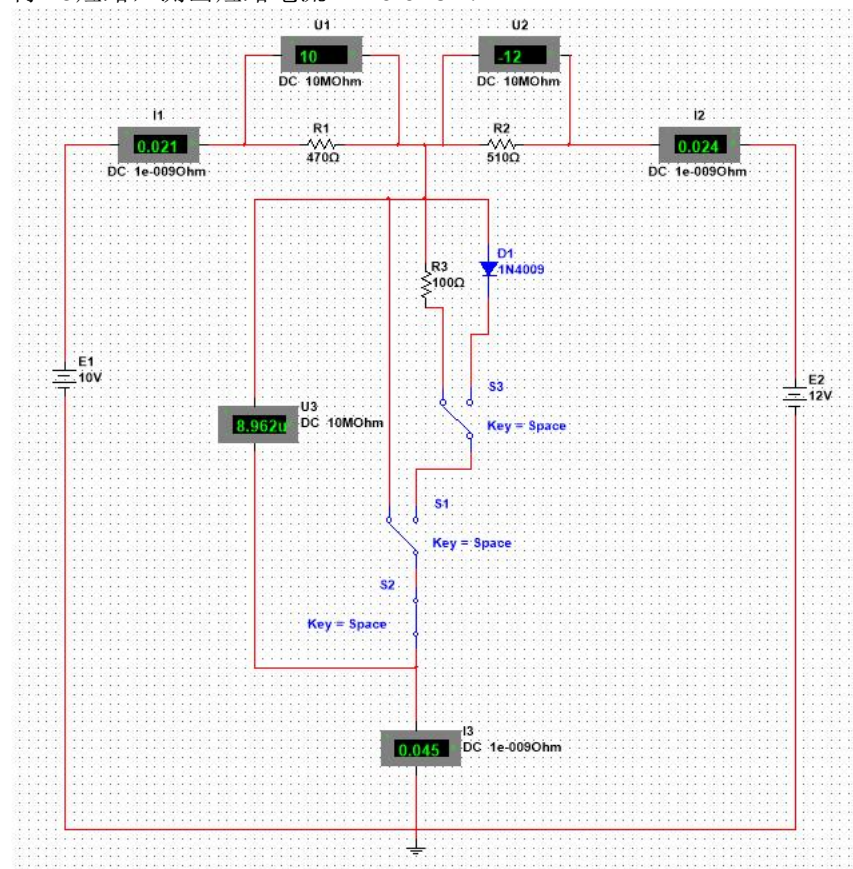 U1
U2
10
-12
DC 10MOhm
DC 10MOhm
I1
I2
R1
R2
0.021
0.024
470Ω
510Ω
DC 1e-009Ohm
DC 1e-009Ohm
D1
1N4009
R3
100Ω
E1
10V
E2
12V
S3
U3
DC 10MOhm
8.962u
Key = Space
S1
Key = Space
S2
Key = Space
I3
DC 1e-009Ohm
0.045